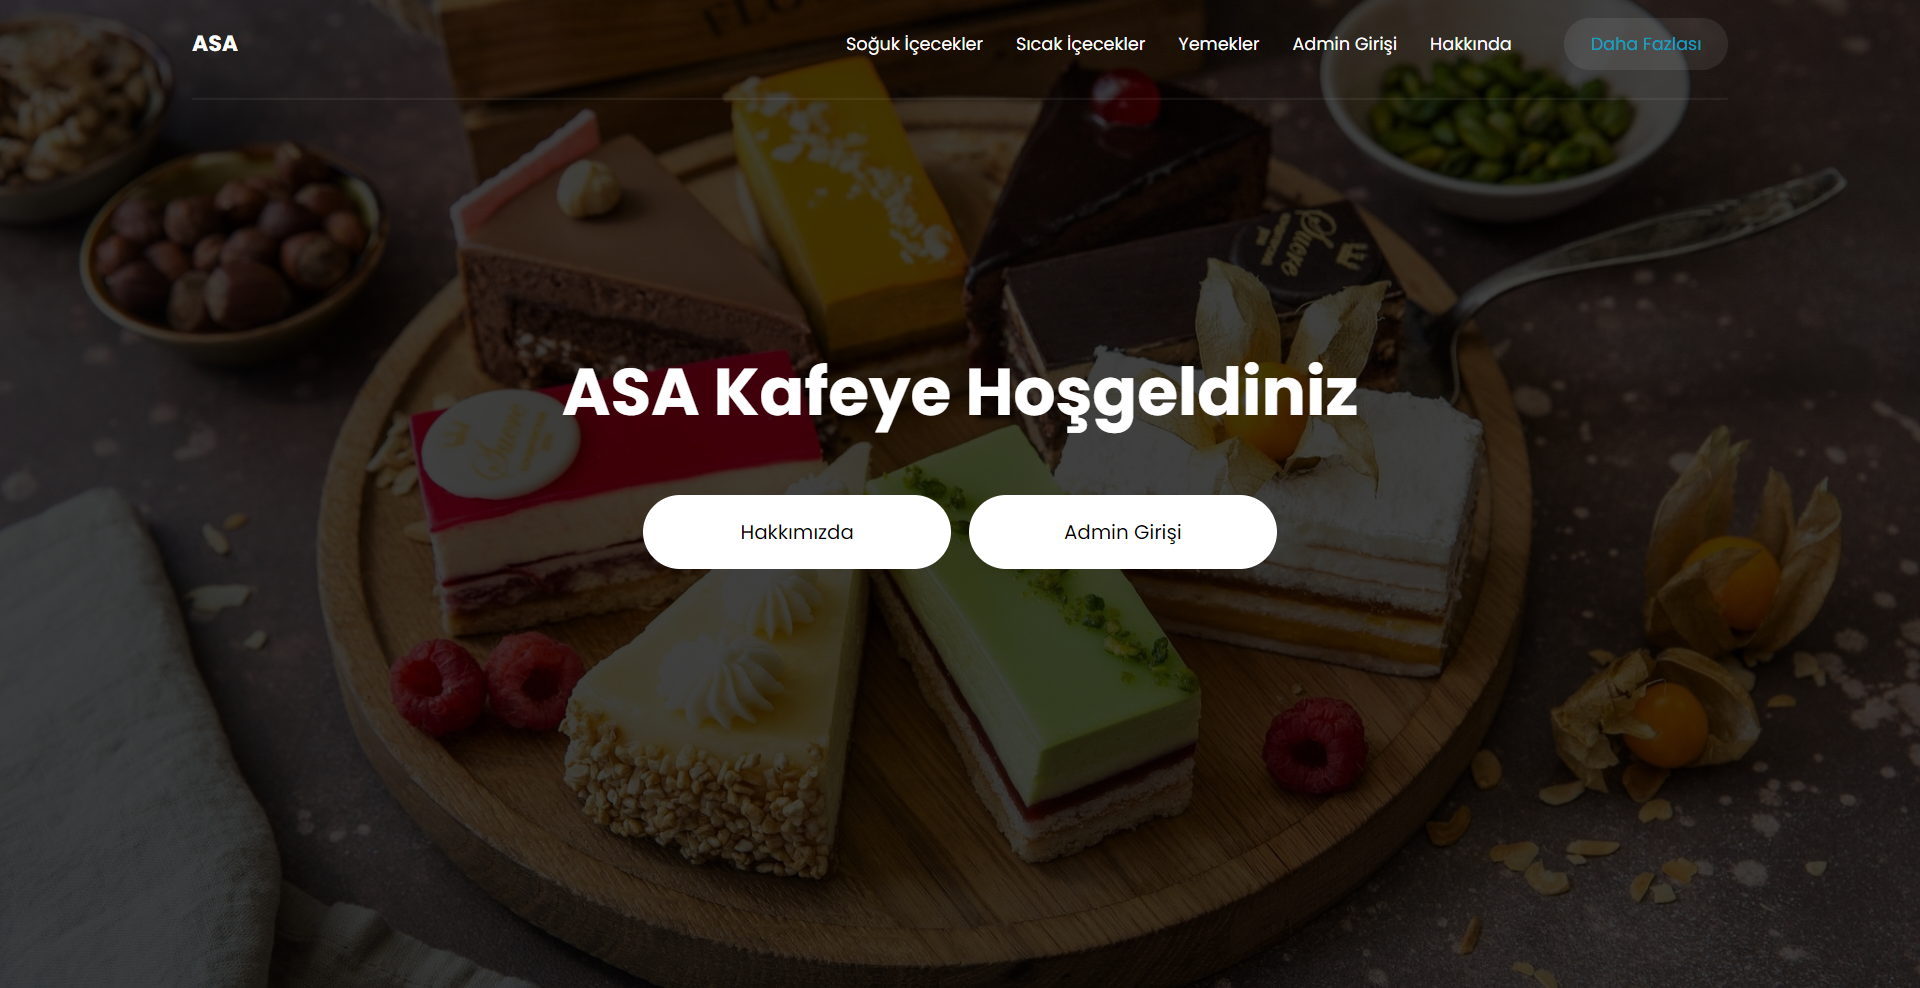 ASA
Soğuk İçecekler Sıcak İçecekler Yemekler Admin Girişi Hakkında Daha Fazlası
ASA Kafeye Hoşgeldiniz
Hakkımızda Admin Girişi